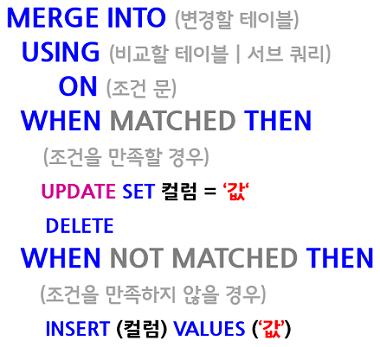 MERGE INTO (변경할 테이블)
USING (비교할 테이블 | 서브 쿼리)
ON (조건 문)
WHEN MATCHED THEN
(조건을 만족할 경우)
UPDATE SET 컬럼 = ‘값‘
DELETE
WHEN NOT MATCHED THEN
(조건을 만족하지 않을 경우)
INSERT (컬럼) VALUES (‘값’)